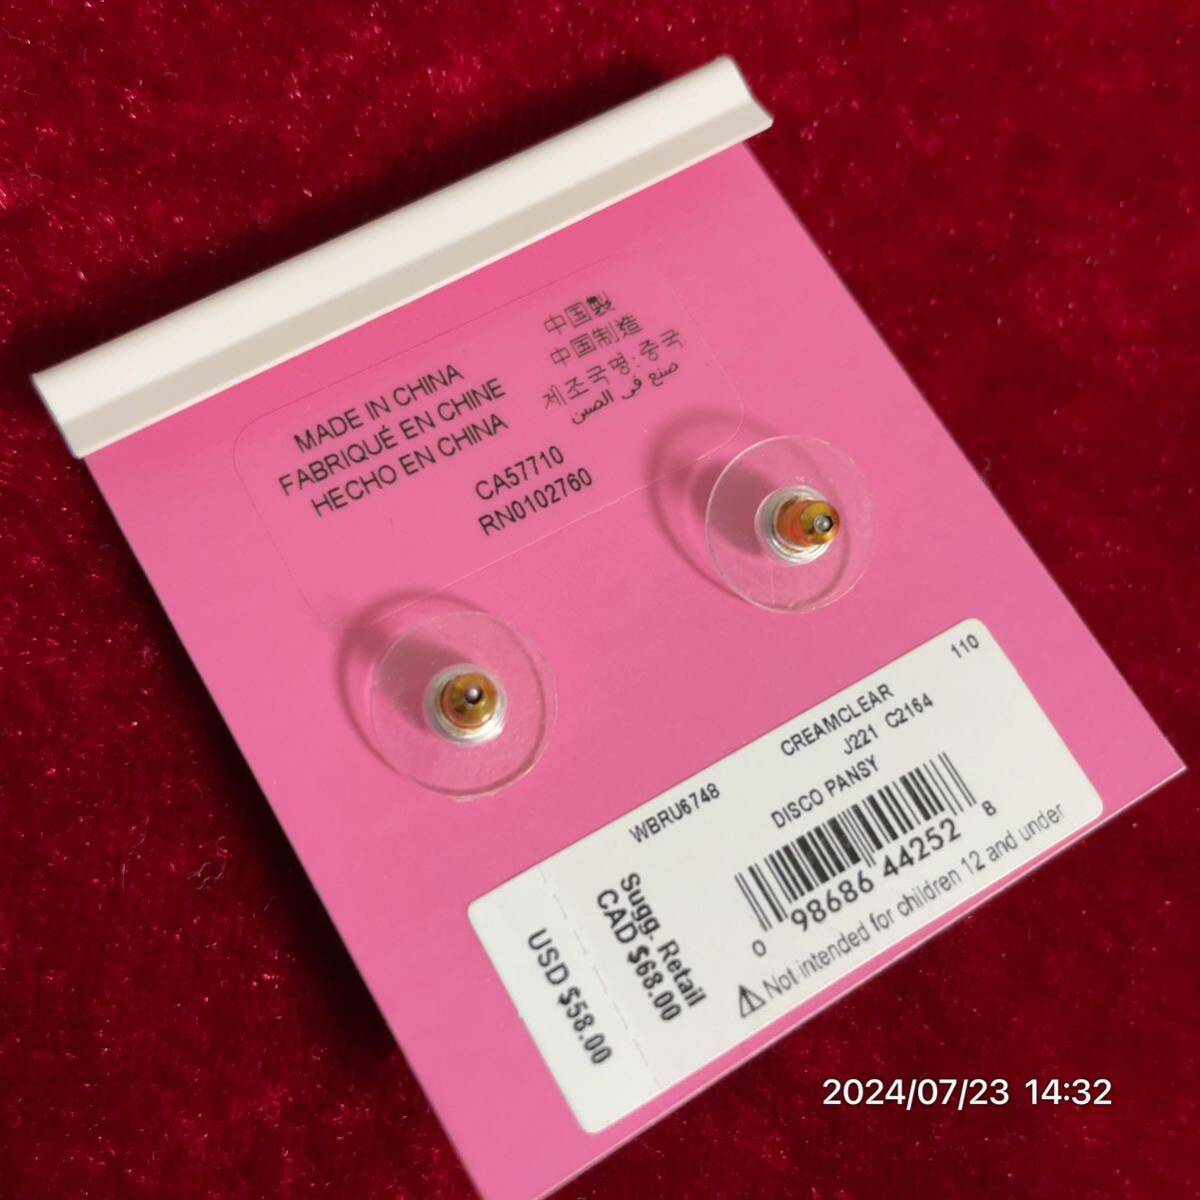 MADE IN CHINA
FABRIQUÉ EN CHINE
HECHO EN CHINA
中国製
中国制造
제조국명: 중국
صنع في الصين
CA57710
RN0102760
110
CREAMCLEAR
J221 C2164
WBRU6748
DISCO PANSY
0 98686 44252 8
⚠ Not intended for children 12 and under
Sugg. Retail
CAD $68.00
USD $58.00
2024/07/23 14:32